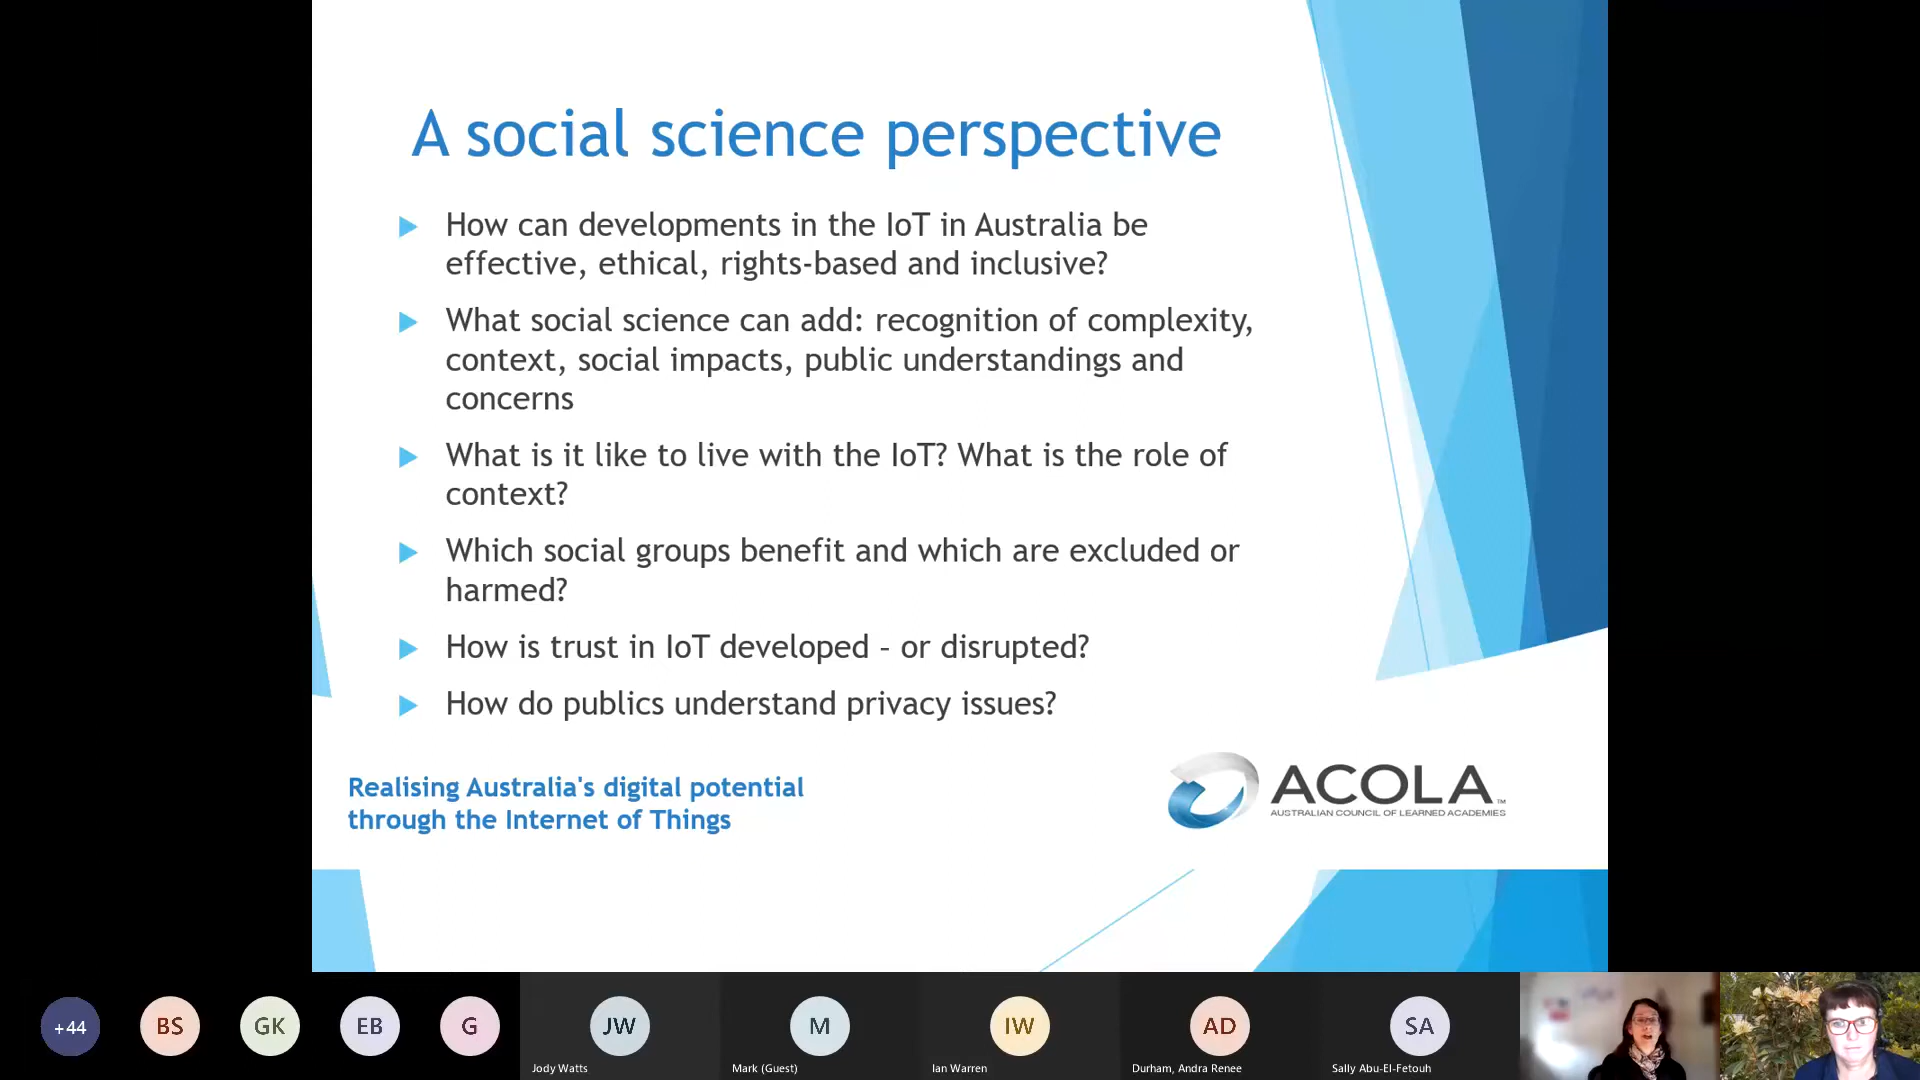 A social science perspective
How can developments in the IoT in Australia be
effective, ethical, rights-based and inclusive?
What social science can add: recognition of complexity,
context, social impacts, public understandings and
concerns
What is it like to live with the IoT? What is the role of
context?
Which social groups benefit and which are excluded or
harmed?
How is trust in IoT developed – or disrupted?
How do publics understand privacy issues?
Realising Australia's digital potential
through the Internet of Things
ACOLA™
AUSTRALIAN COUNCIL OF LEARNED ACADEMIES
+44
BS
GK
EB
G
JW
M
IW
AD
SA
Jody Watts
Mark (Guest)
Ian Warren
Durham, Andra Renee
Sally Abu-El-Fetouh